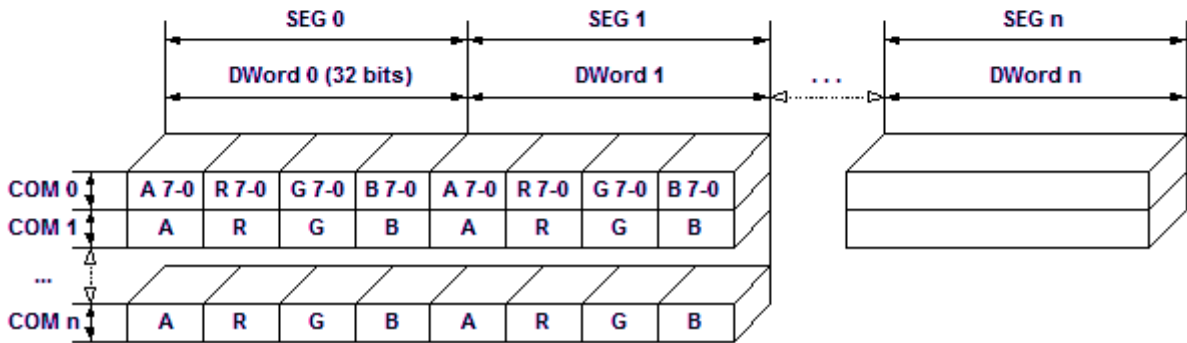 SEG 0 SEG 1 SEG n
DWord 0 (32 bits) DWord 1 . . . DWord n
COM 0 A 7-0 R 7-0 G 7-0 B 7-0 A 7-0 R 7-0 G 7-0 B 7-0
COM 1 A R G B A R G B
...
COM n A R G B A R G B